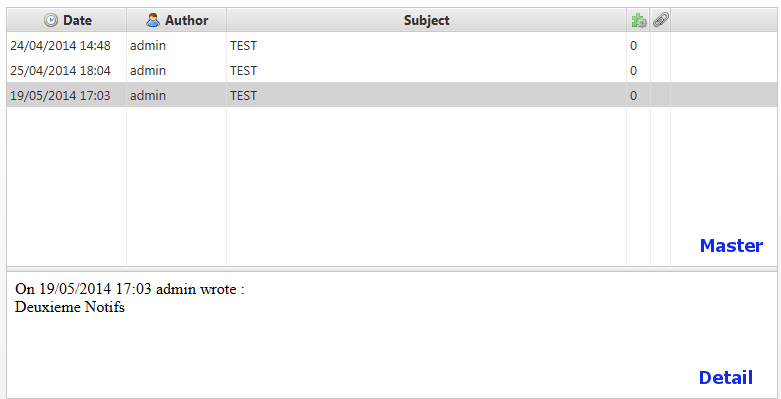 Date Author Subject
24/04/2014 14:48 admin TEST 0
25/04/2014 18:04 admin TEST 0
19/05/2014 17:03 admin TEST 0
Master
On 19/05/2014 17:03 admin wrote :
Deuxieme Notifs
Detail